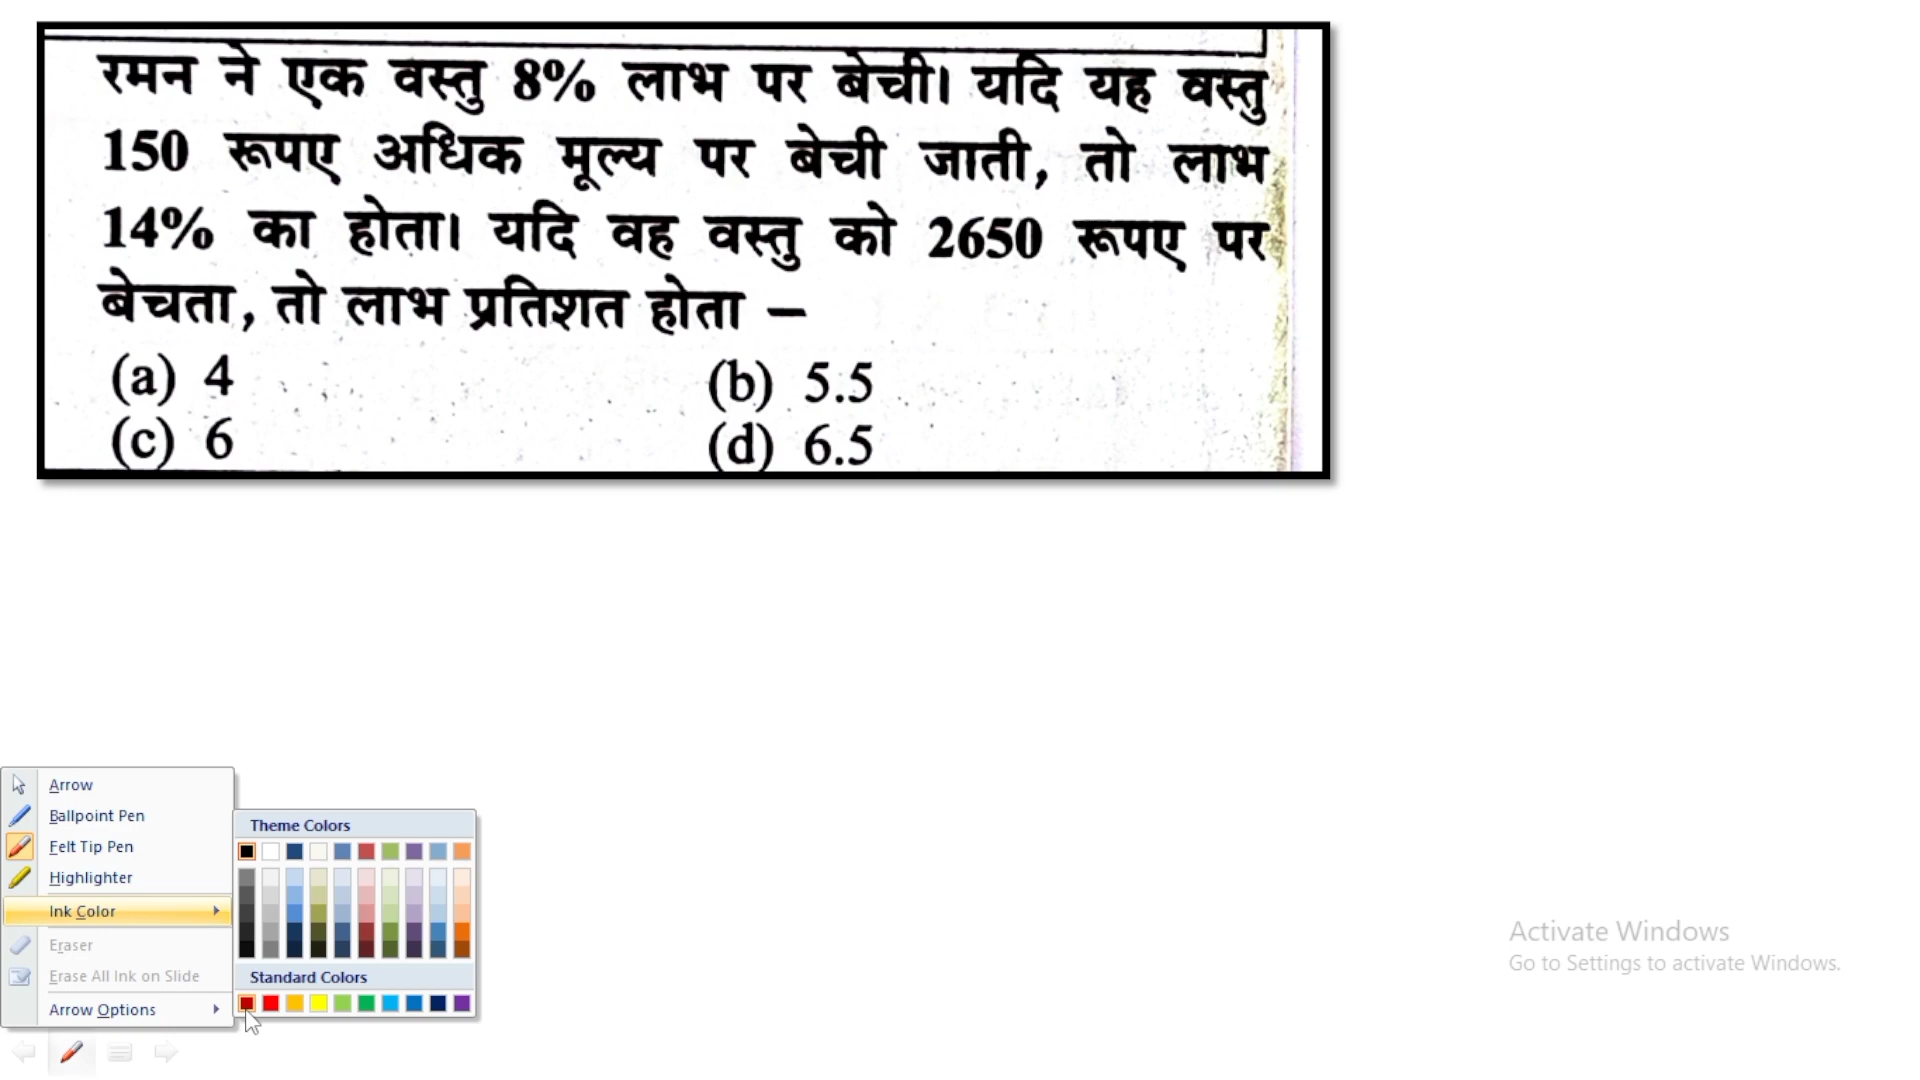 रमन ने एक वस्तु 8% लाभ पर बेची। यदि यह वस्तु
150 रूपए अधिक मूल्य पर बेची जाती, तो लाभ
14% का होता। यदि वह वस्तु को 2650 रूपए पर
बेचता, तो लाभ प्रतिशत होता –
(a) 4 (b) 5.5
(c) 6 (d) 6.5
Arrow
Ballpoint Pen
Felt Tip Pen
Highlighter
Ink Color
Eraser
Erase All Ink on Slide
Arrow Options
Theme Colors
Standard Colors
Activate Windows
Go to Settings to activate Windows.